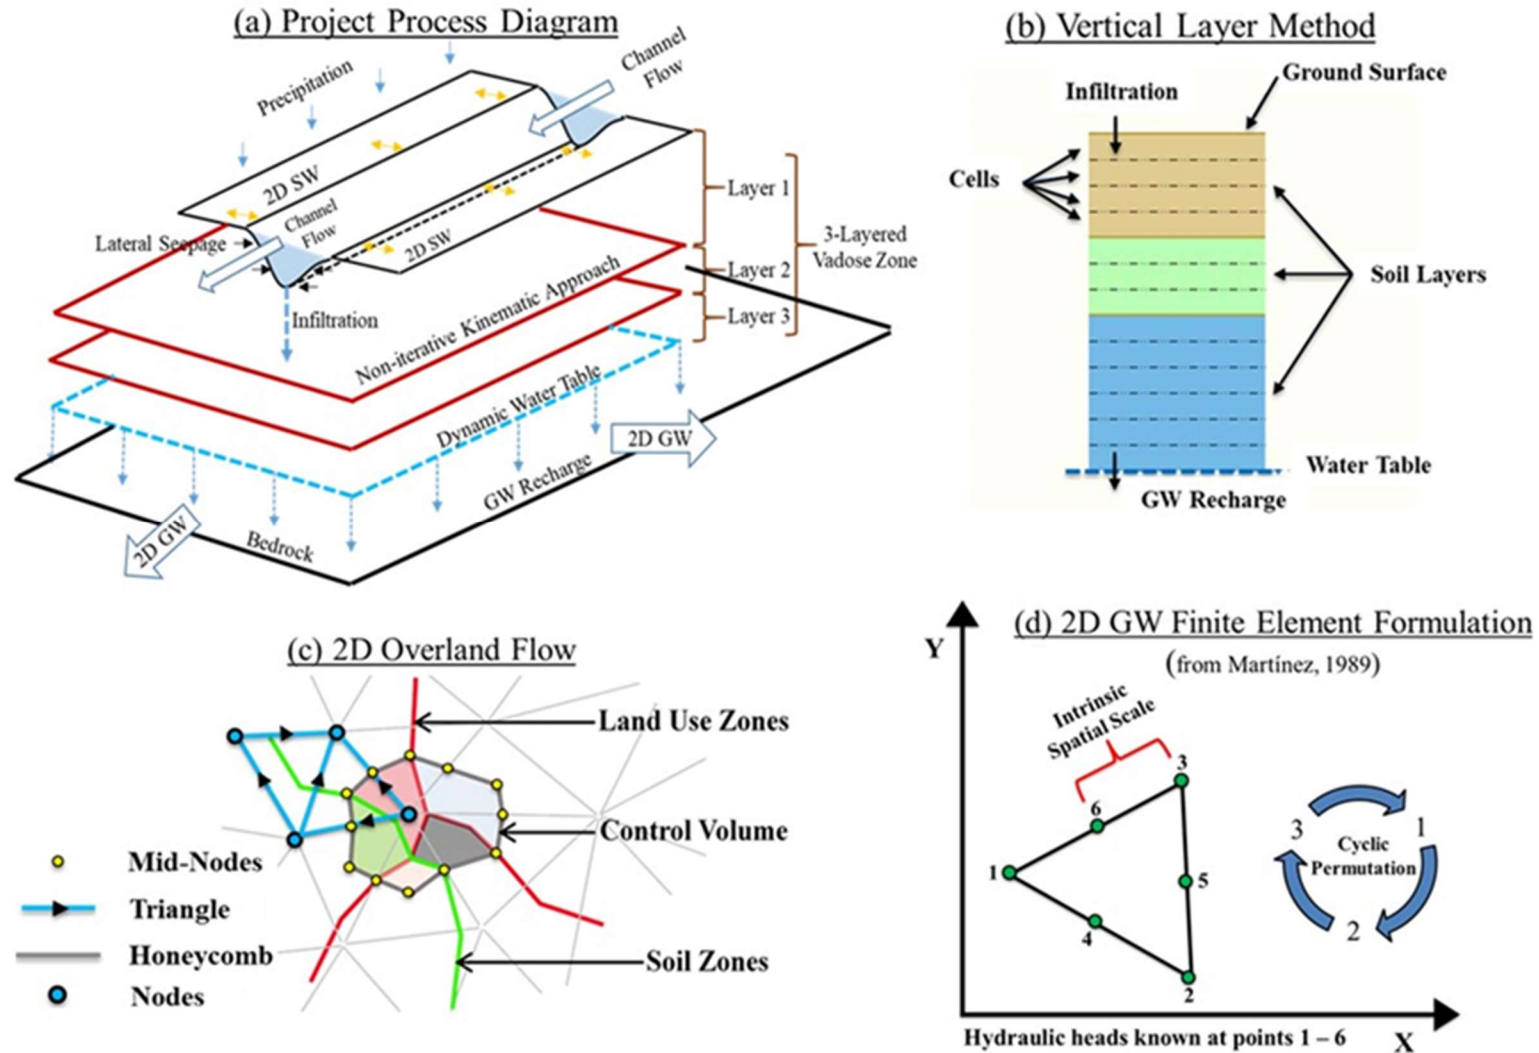 (a) Project Process Diagram
Precipitation
Channel
Flow
2D SW
Channel
Flow
Lateral Seepage
2D SW
Infiltration
Non-iterative Kinematic Approach
Dynamic Water Table
GW Recharge
2D GW
2D GW
Bedrock
Layer 1
Layer 2
Layer 3
3-Layered
Vadose Zone
(b) Vertical Layer Method
Ground Surface
Infiltration
Cells
Soil Layers
Water Table
GW Recharge
(c) 2D Overland Flow
Land Use Zones
Control Volume
Soil Zones
Mid-Nodes
Triangle
Honeycomb
Nodes
(d) 2D GW Finite Element Formulation
(from Martínez, 1989)
Y
Intrinsic
Spatial Scale
3
6
1
5
4
2
3
1
Cyclic
Permutation
2
Hydraulic heads known at points 1 – 6
X